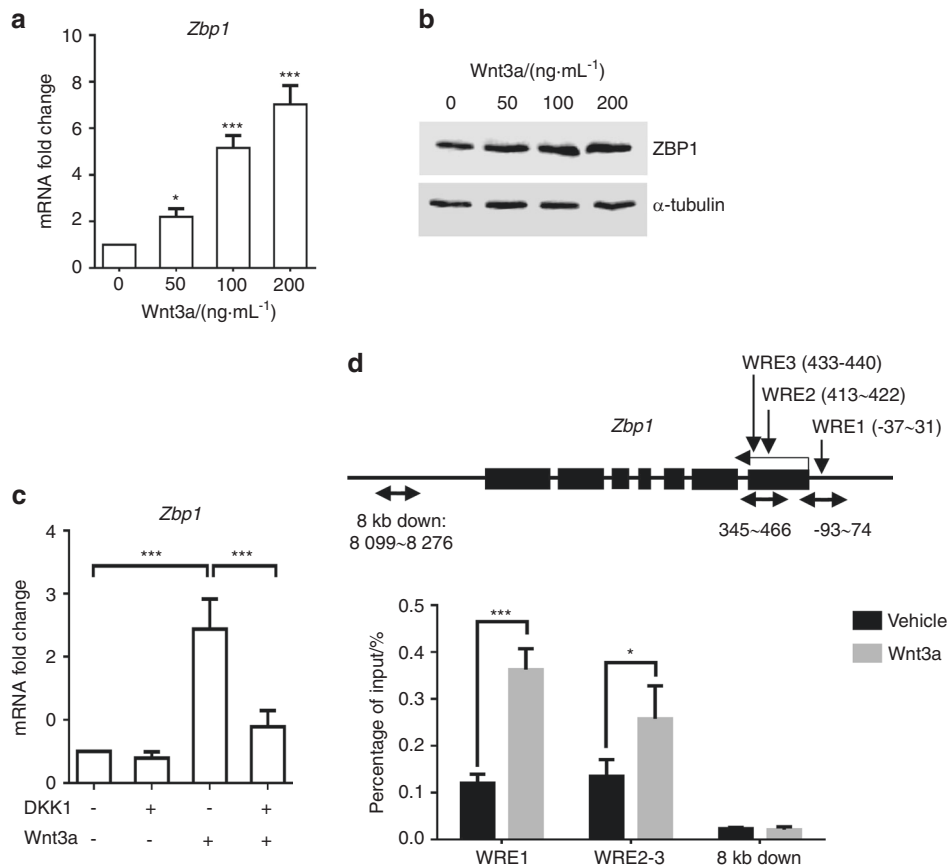 a
Zbp1
mRNA fold change
10
8
6
4
2
0
*
***
***
0 50 100 200
Wnt3a/(ng·mL-1)
b
Wnt3a/(ng·mL-1)
0 50 100 200
ZBP1
α-tubulin
c
Zbp1
mRNA fold change
4
3
2
0
0
*** ***
DKK1 - + - +
Wnt3a - - + +
d
WRE3 (433-440)
WRE2 (413~422)
WRE1 (-37~31)
Zbp1
8 kb down:
8 099~8 276
345~466
-93~74
Percentage of input/%
0.5
0.4
0.3
0.2
0.1
0.0
***
*
Vehicle
Wnt3a
WRE1 WRE2-3 8 kb down